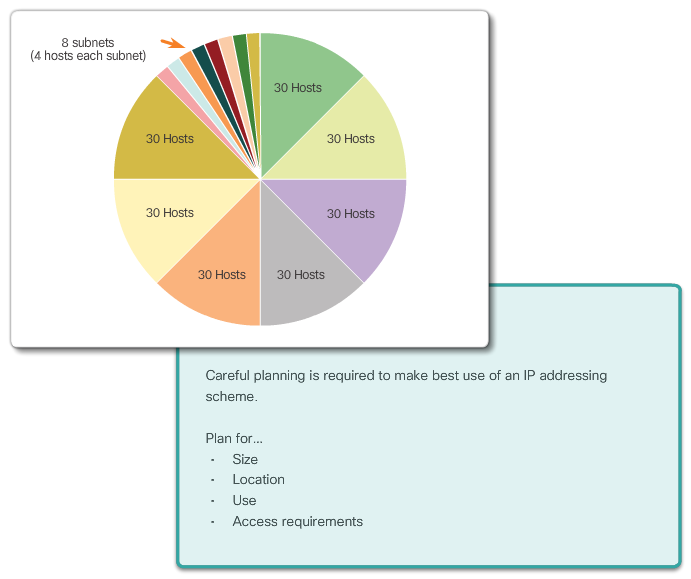 8 subnets
(4 hosts each subnet)
30 Hosts
30 Hosts
30 Hosts
30 Hosts
30 Hosts
30 Hosts
30 Hosts
Careful planning is required to make best use of an IP addressing
scheme.
Plan for...
· Size
· Location
· Use
· Access requirements